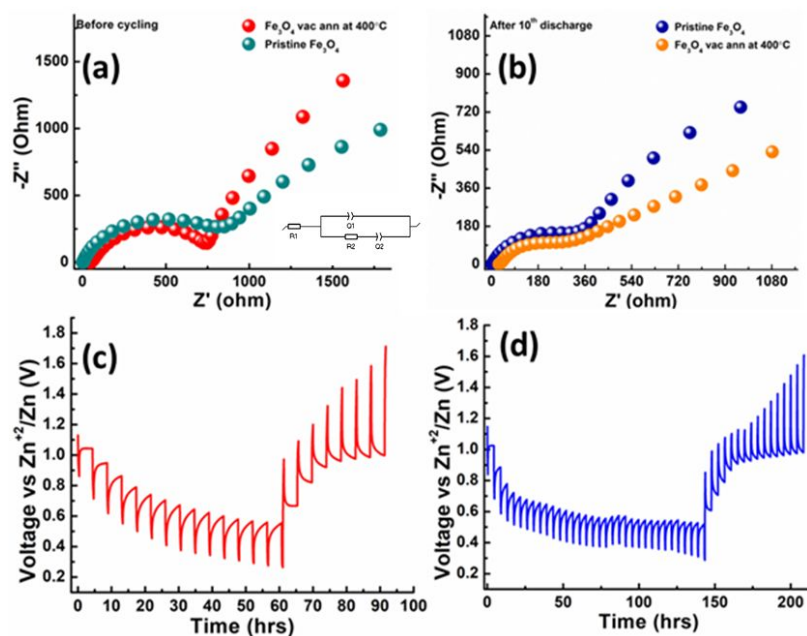 Before cycling
Fe₃O₄ vac ann at 400°C
Pristine Fe₃O₄
(a)
1500
1000
500
0
-Z'' (Ohm)
0 500 1000 1500
Z' (ohm)
R1
Q1
R2
Q2
After 10th discharge
Pristine Fe₃O₄
Fe₃O₄ vac ann at 400°C
(b)
1080
900
720
540
360
180
0
-Z'' (Ohm)
0 180 360 540 720 900 1080
Z' (ohm)
(c)
1.8
1.6
1.4
1.2
1.0
0.8
0.6
0.4
0.2
Voltage vs Zn⁺²/Zn (V)
0 10 20 30 40 50 60 70 80 90 100
Time (hrs)
(d)
1.8
1.6
1.4
1.2
1.0
0.8
0.6
0.4
0.2
Voltage vs Zn⁺²/Zn (V)
0 50 100 150 200
Time (hrs)